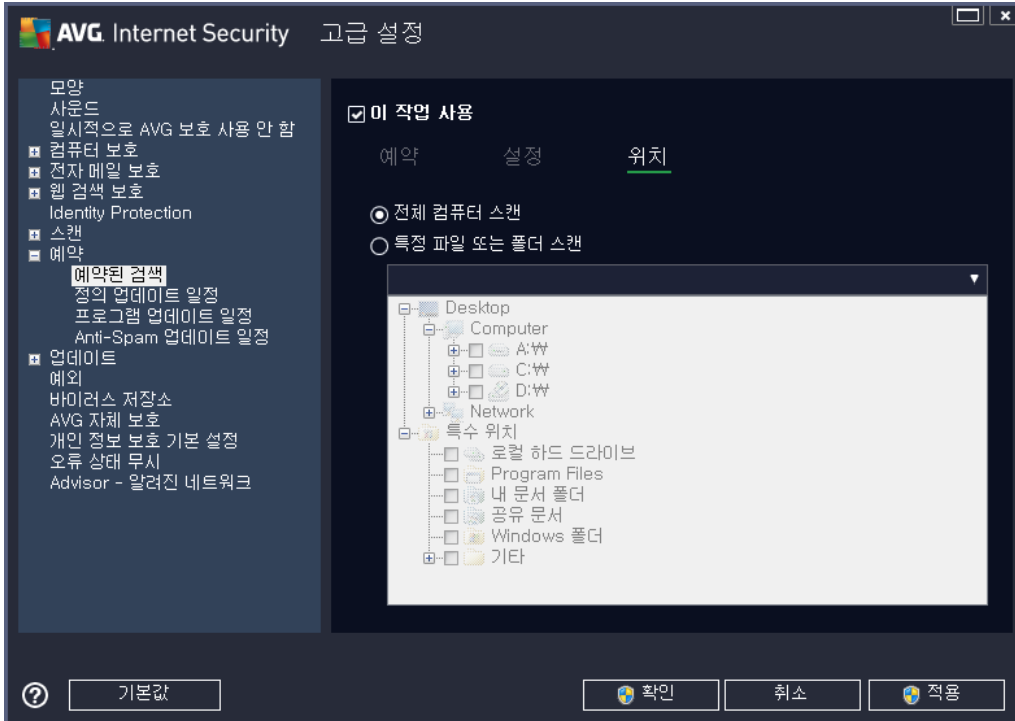 AVG. Internet Security 고급 설정
모양
사운드
일시적으로 AVG 보호 사용 안 함
컴퓨터 보호
전자 메일 보호
웹 검색 보호
Identity Protection
스캔
예약
예약된 검색
정의 업데이트 일정
프로그램 업데이트 일정
Anti-Spam 업데이트 일정
업데이트
예외
바이러스 저장소
AVG 자체 보호
개인 정보 보호 기본 설정
오류 상태 무시
Advisor - 알려진 네트워크
이 작업 사용
예약 설정 위치
전체 컴퓨터 스캔
특정 파일 또는 폴더 스캔
Desktop
Computer
A:₩
C:₩
D:₩
Network
특수 위치
로컬 하드 드라이브
Program Files
내 문서 폴더
공유 문서
Windows 폴더
기타
기본값 확인 취소 적용